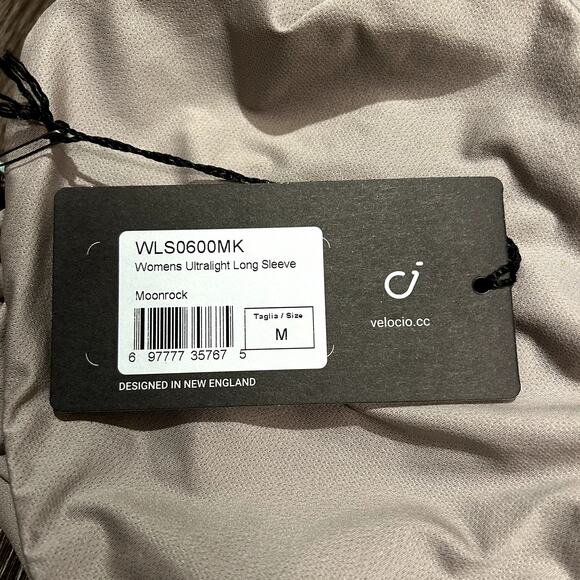 WLS0600MK
Womens Ultralight Long Sleeve
Moonrock
Taglia / Size
M
6 97777 35767 5
DESIGNED IN NEW ENGLAND
velocio.cc